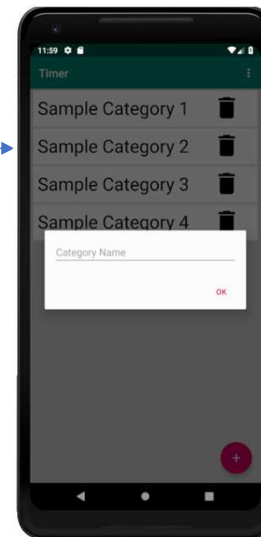 11:59
Timer
Sample Category 1
Sample Category 2
Sample Category 3
Sample Category 4
Category Name
OK
+